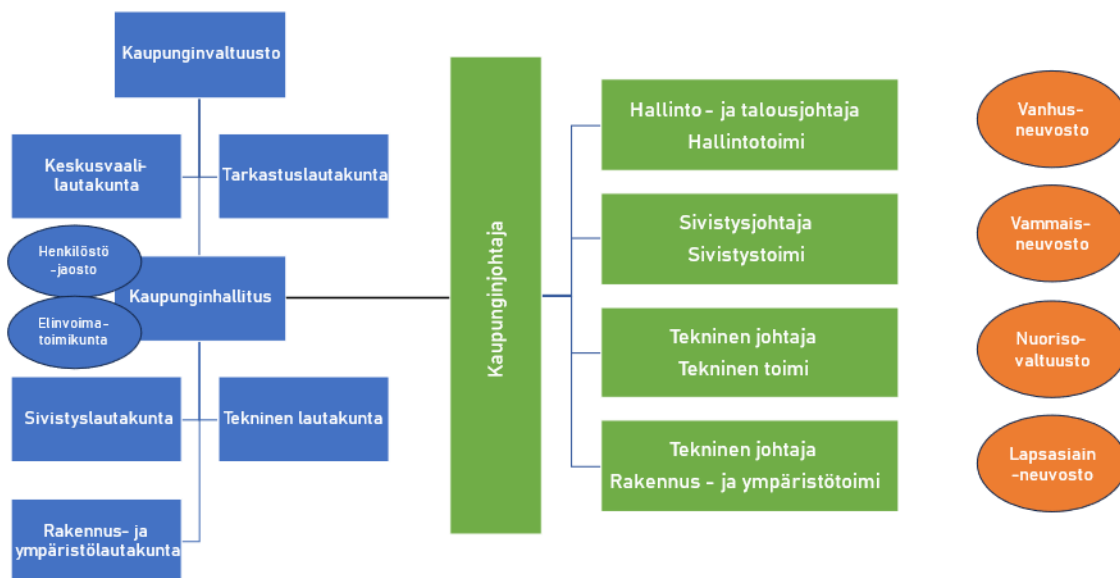 Kaupunginvaltuusto
Keskusvaali-
lautakunta
Tarkastuslautakunta
Henkilöstö
-jaosto
Kaupunginhallitus
Elinvoima-
toimikunta
Sivistyslautakunta
Tekninen lautakunta
Rakennus- ja
ympäristölautakunta
Kaupunginjohtaja
Hallinto - ja talousjohtaja
Hallintotoimi
Sivistysjohtaja
Sivistystoimi
Tekninen johtaja
Tekninen toimi
Tekninen johtaja
Rakennus - ja ympäristötoimi
Vanhus-
neuvosto
Vammais-
neuvosto
Nuoriso-
valtuusto
Lapsasiain
-neuvosto